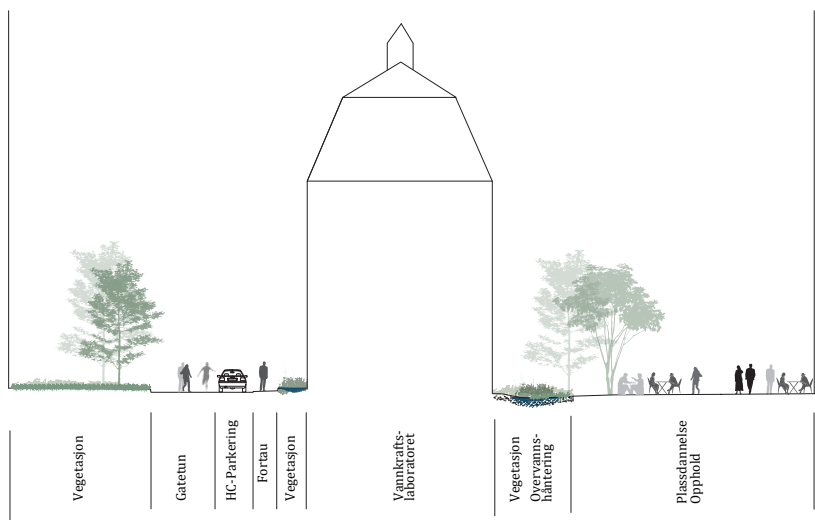 Vegetasjon
Gatetun
HC-Parkering
Fortau
Vegetasjon
Vannkrafts-
laboratoret
Vegetasjon
Overvanns-
håntering
Plassdannelse
Opphold